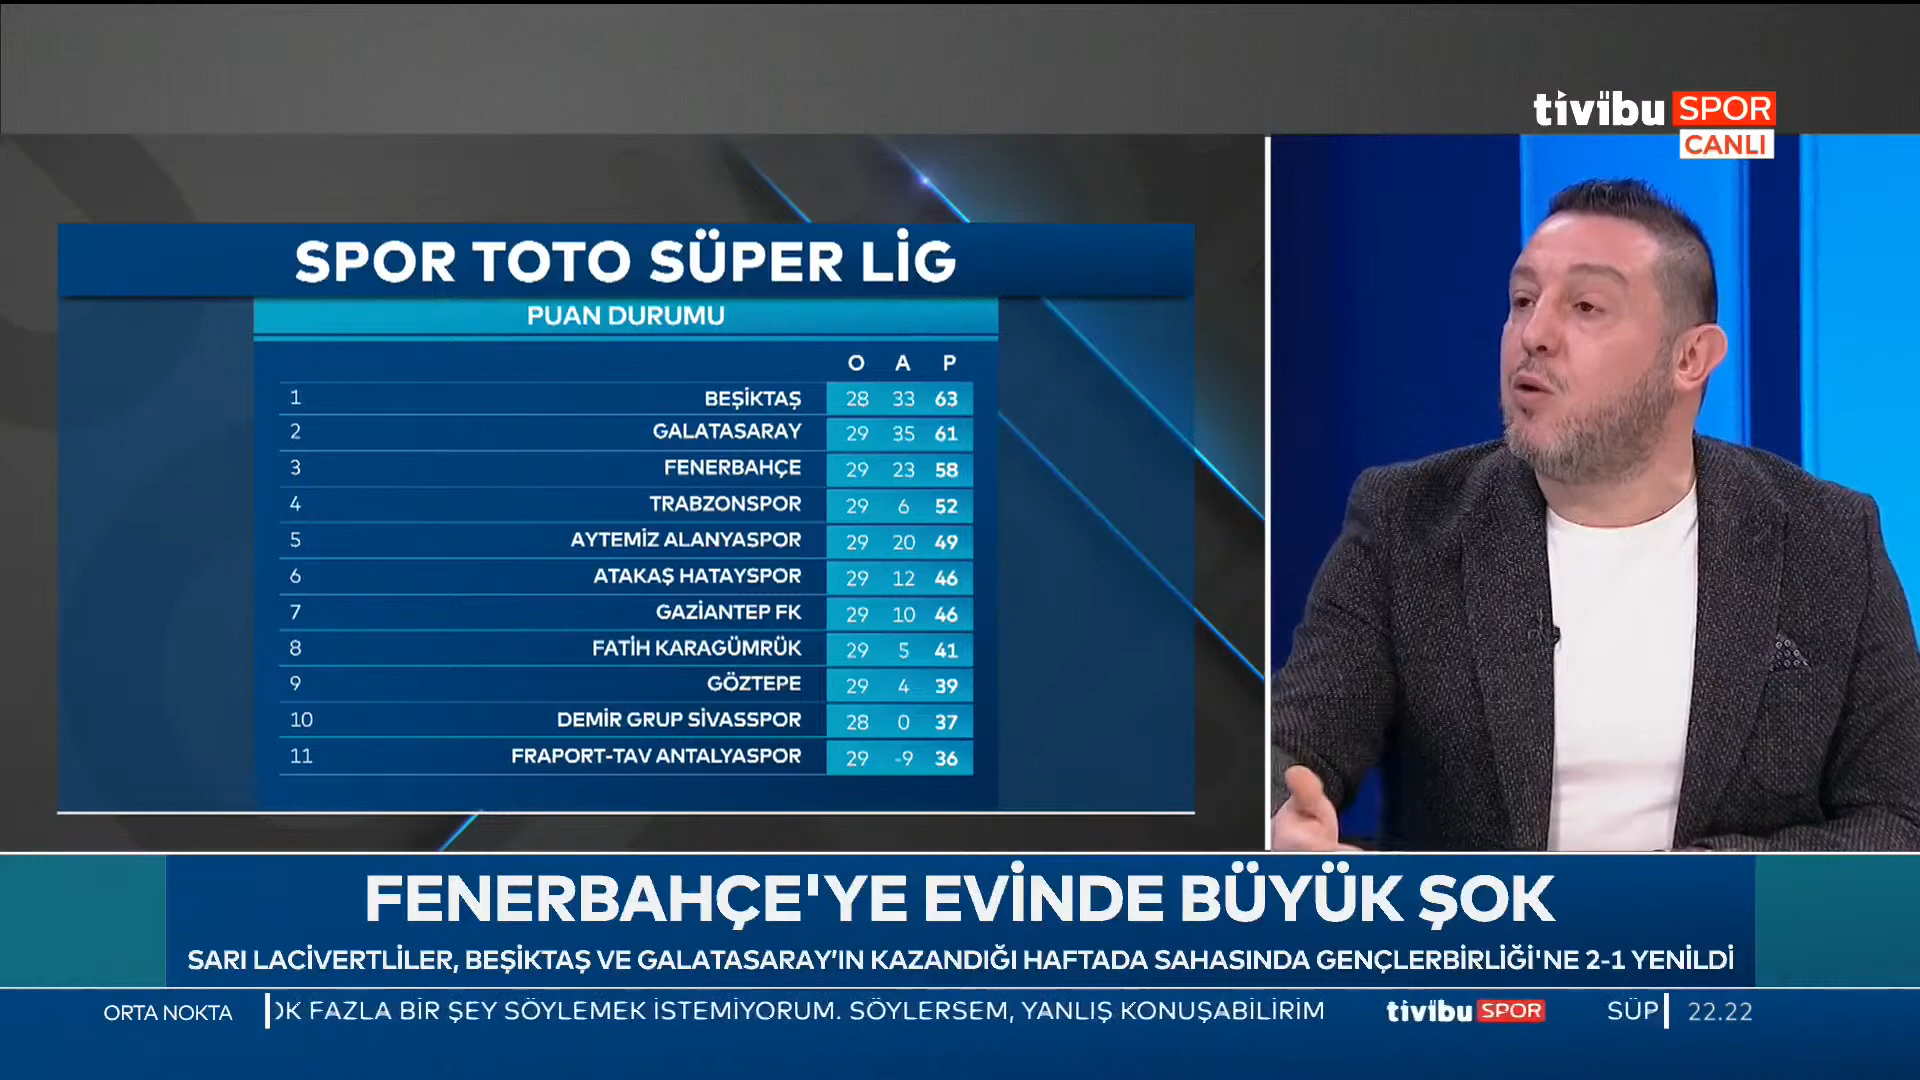 tivibu SPOR
CANLI
SPOR TOTO SÜPER LİG
PUAN DURUMU
O A P
1 BEŞİKTAŞ 28 33 63
2 GALATASARAY 29 35 61
3 FENERBAHÇE 29 23 58
4 TRABZONSPOR 29 6 52
5 AYTEMİZ ALANYASPOR 29 20 49
6 ATAKAŞ HATAYSPOR 29 12 46
7 GAZİANTEP FK 29 10 46
8 FATİH KARAGÜMRÜK 29 5 41
9 GÖZTEPE 29 4 39
10 DEMİR GRUP SİVASSPOR 28 0 37
11 FRAPORT-TAV ANTALYASPOR 29 -9 36
FENERBAHÇE'YE EVİNDE BÜYÜK ŞOK
SARI LACİVERTLİLER, BEŞİKTAŞ VE GALATASARAY'IN KAZANDIĞI HAFTADA SAHASINDA GENÇLERBİRLİĞİ'NE 2-1 YENİLDİ
ORTA NOKTA FAZLA BİR ŞEY SÖYLEMEK İSTEMİYORUM. SÖYLERSEM, YANLIŞ KONUŞABİLİRİM tivibu SPOR SÜP 22.22